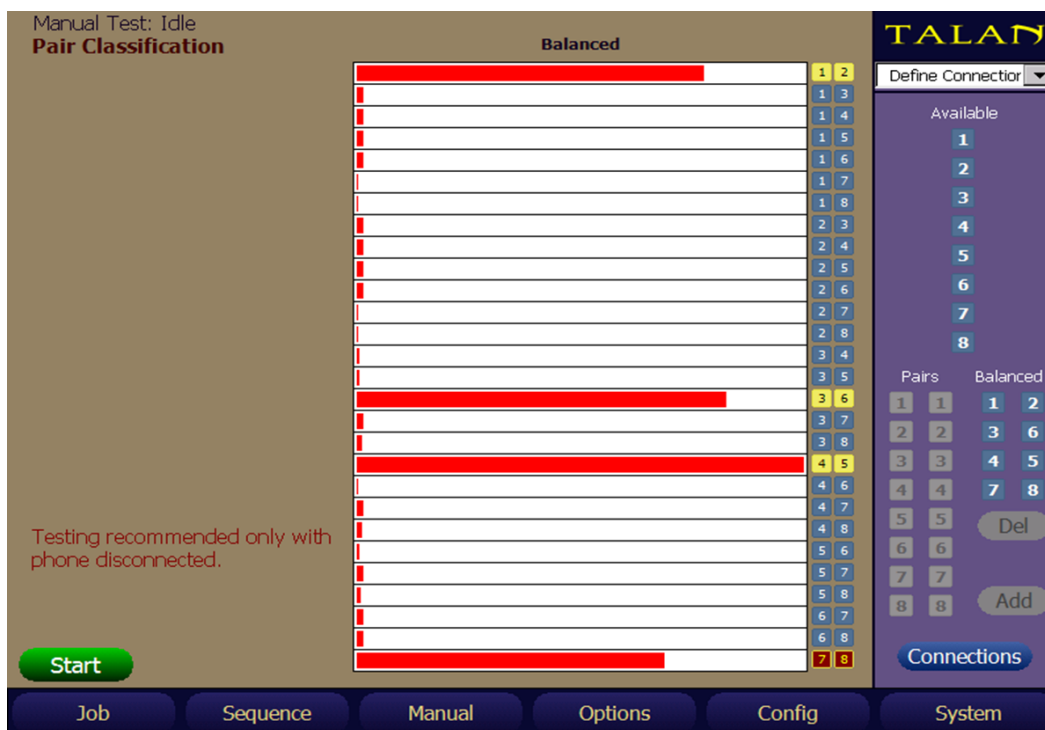 Manual Test: Idle
Pair Classification
Balanced
1 2
1 3
1 4
1 5
1 6
1 7
1 8
2 3
2 4
2 5
2 6
2 7
2 8
3 4
3 5
3 6
3 7
3 8
4 5
4 6
4 7
4 8
5 6
5 7
5 8
6 7
6 8
7 8
Testing recommended only with
phone disconnected.
Start
TALAN
Define Connection
Available
1
2
3
4
5
6
7
8
Pairs Balanced
1 1 1 2
2 2 3 6
3 3 4 5
4 4 7 8
5 5 Del
6 6
7 7
8 8 Add
Connections
Job Sequence Manual Options Config System